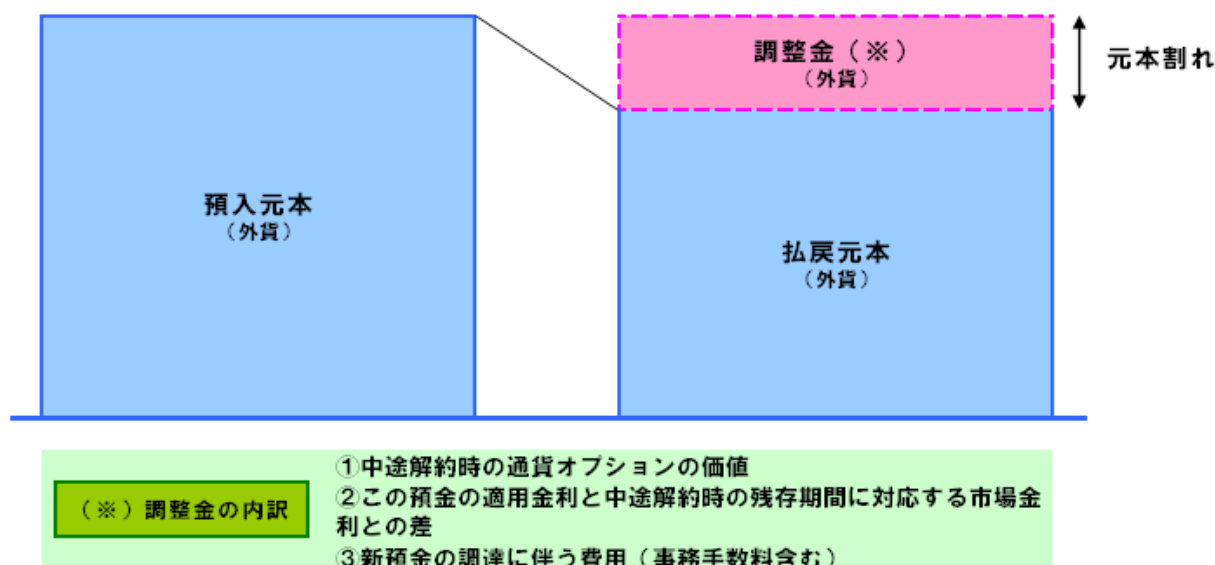 調整金（※）
（外貨）
元本割れ
預入元本
（外貨）
払戻元本
（外貨）
（※）調整金の内訳
①中途解約時の通貨オプションの価値
②この預金の適用金利と中途解約時の残存期間に対応する市場金
利との差
③新預金の調達に伴う費用（事務手数料含む）